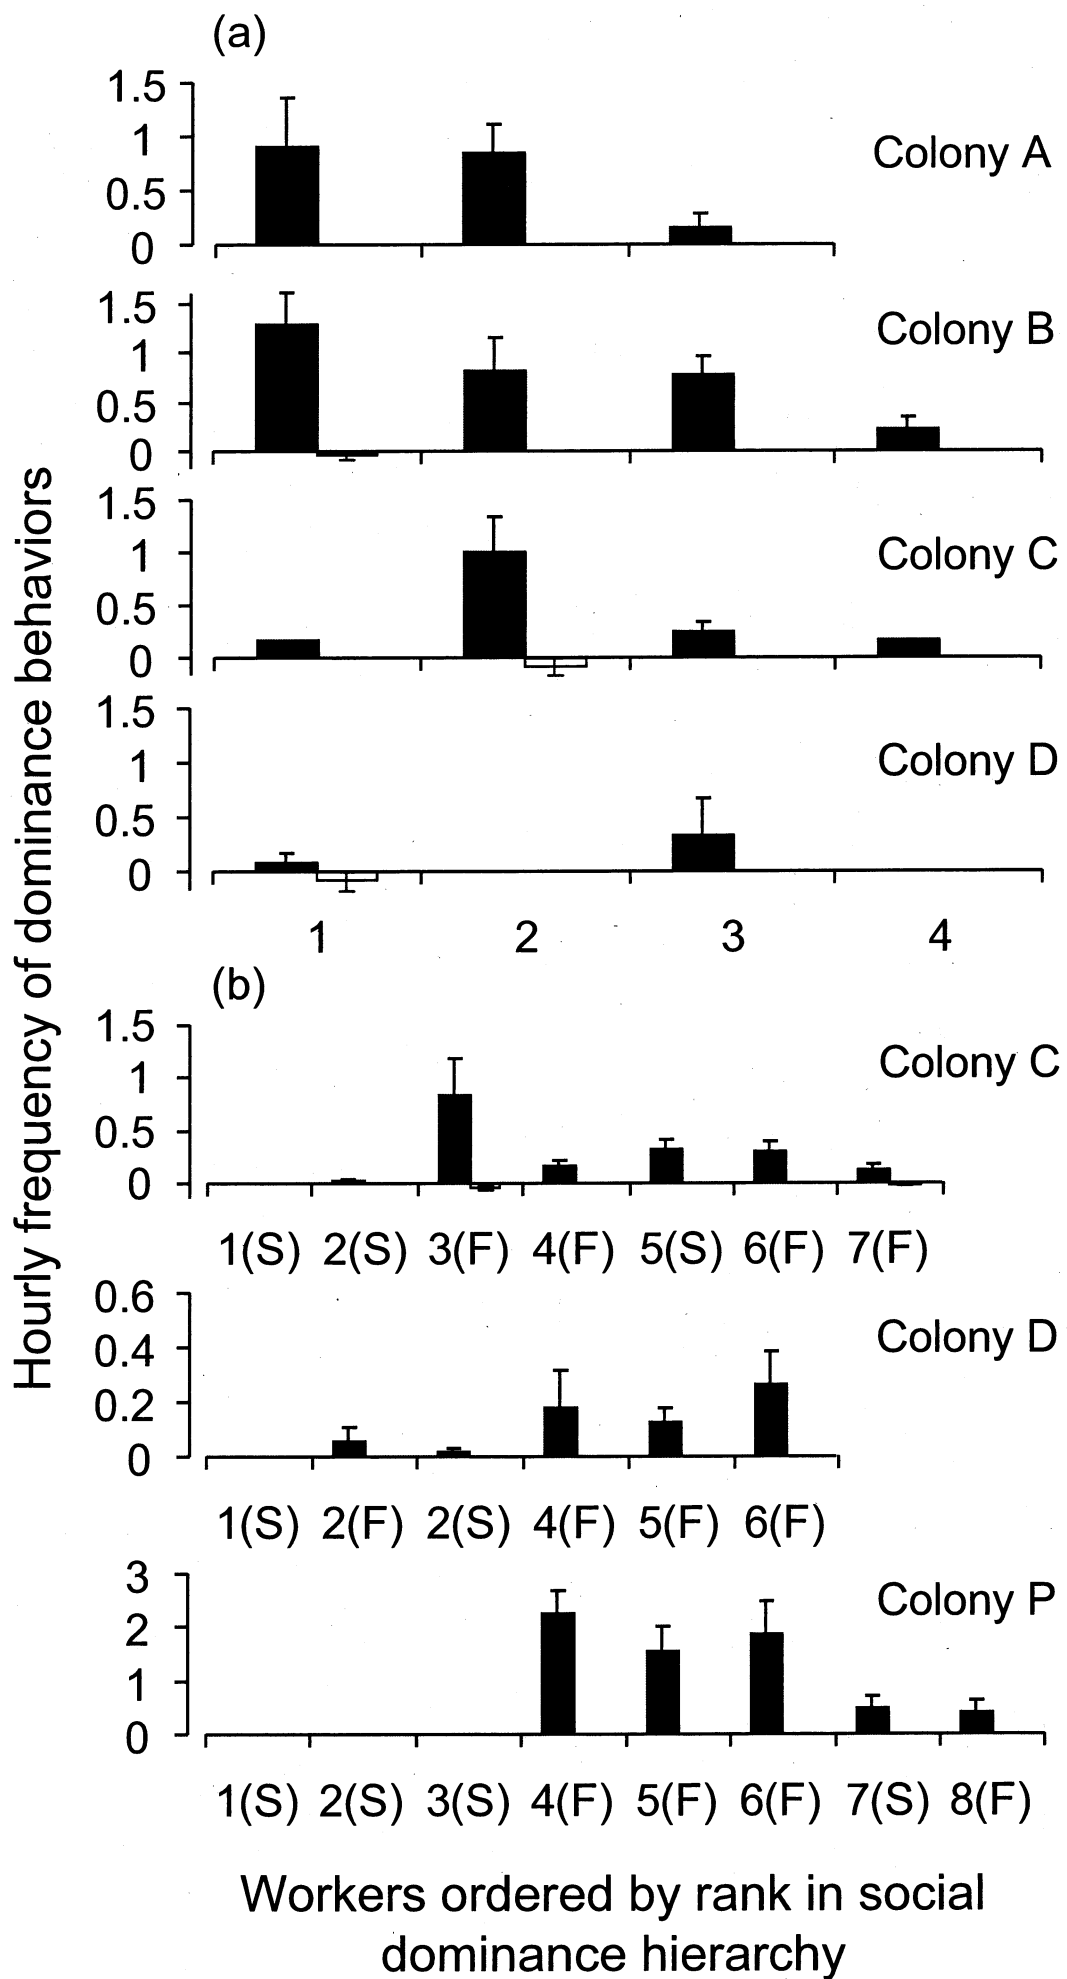 (a)
1.5
1
0.5
0
Colony A
1.5
1
0.5
0
Colony B
1.5
1
0.5
0
Colony C
1.5
1
0.5
0
Colony D
1 2 3 4
(b)
1.5
1
0.5
0
Colony C
1(S) 2(S) 3(F) 4(F) 5(S) 6(F) 7(F)
0.6
0.4
0.2
0
Colony D
1(S) 2(F) 2(S) 4(F) 5(F) 6(F)
3
2
1
0
Colony P
1(S) 2(S) 3(S) 4(F) 5(F) 6(F) 7(S) 8(F)
Workers ordered by rank in social
dominance hierarchy
Hourly frequency of dominance behaviors